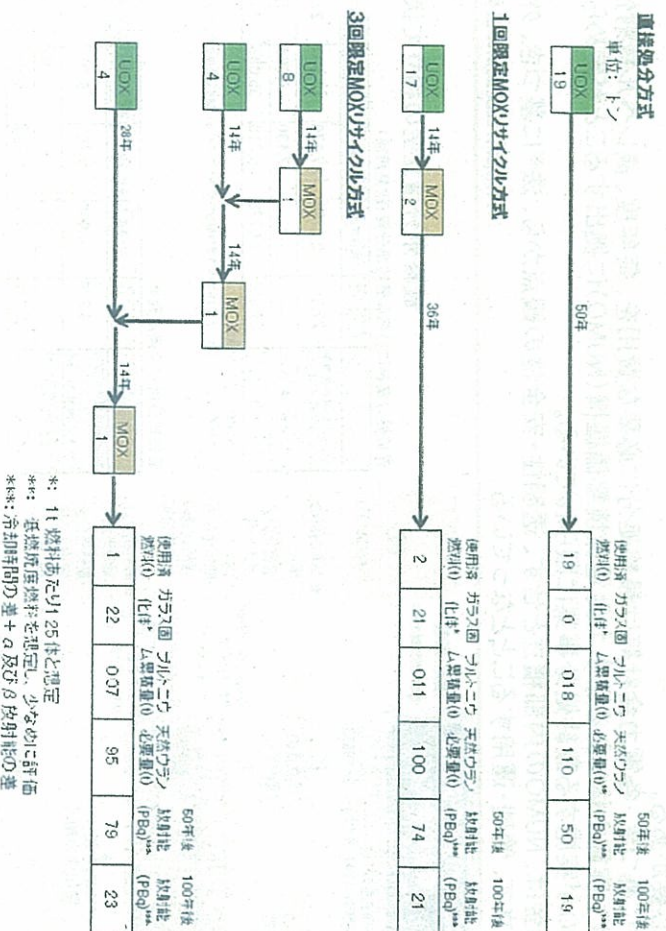 直接処分方式
単位：トン
UOX
19
50年
使用済 ガラス固 プルトニウ 天然ウラン 放射能 放射能
燃料(t) 化体* ム累積量(t) 必要量(t)** (PBq)*** (PBq)***
50年後 100年後
19 0 0.18 110 50 19
1回限定MOXリサイクル方式
UOX
17
14年
MOX
2
36年
50年後 100年後
使用済 ガラス固 プルトニウ 天然ウラン 放射能 放射能
燃料(t) 化体* ム累積量(t) 必要量(t) (PBq)*** (PBq)***
2 21 0.11 100 74 21
3回限定MOXリサイクル方式
UOX
8
14年
MOX
1
UOX
4
14年
14年
MOX
1
UOX
4
28年
14年
MOX
1
50年後 100年後
使用済 ガラス固 プルトニウ 天然ウラン 放射能 放射能
燃料(t) 化体* ム累積量(t) 必要量(t) (PBq)*** (PBq)***
1 22 0.07 95 79 23
*: 1t 燃料あたり1.25体と想定
**: 低燃焼度燃料を想定し、少なめに評価
***: 冷却時間の差+α及びβ放射能の差